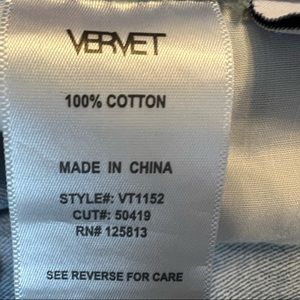 VERVET
100% COTTON
MADE IN CHINA
STYLE#: VT1152
CUT#: 50419
RN# 125813
SEE REVERSE FOR CARE